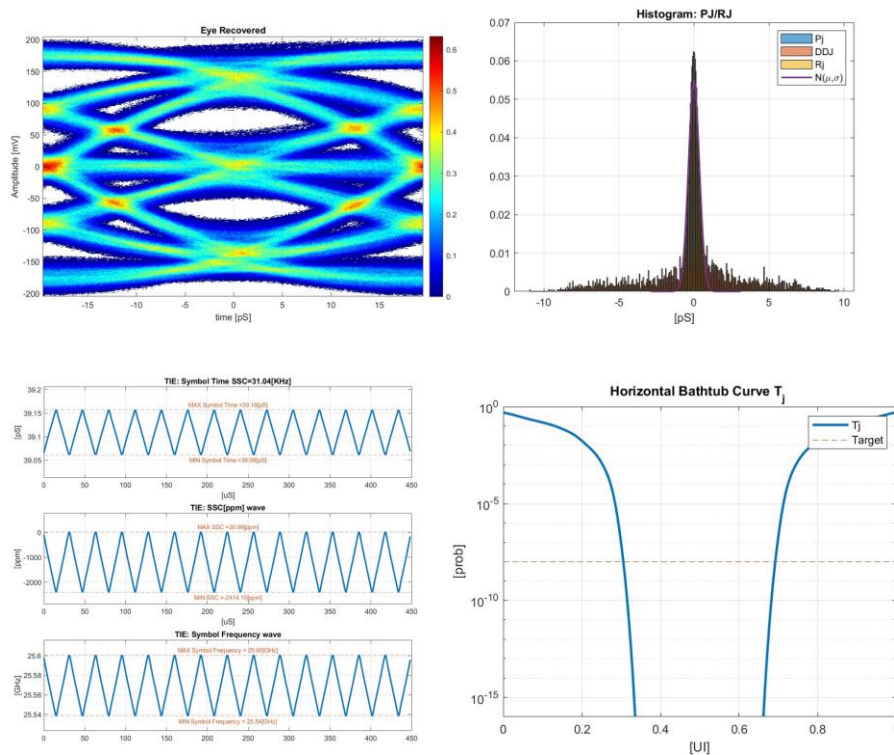 Eye Recovered
200
150
100
50
0
-50
-100
-150
-200
Amplitude [mV]
-15
-10
-5
0
5
10
15
time [pS]
0.6
0.5
0.4
0.3
0.2
0.1
0
Histogram: PJ/RJ
0.07
0.06
0.05
0.04
0.03
0.02
0.01
0
Pj
DDJ
Rj
N(μ,σ)
-10
-5
0
5
10
[pS]
TIE: Symbol Time SSC=31.04[KHz]
39.2
39.15
39.1
39.05
[pS]
MAX Symbol Time =39.16[pS]
MIN Symbol Time =39.06[pS]
0
50
100
150
200
250
300
350
400
450
[uS]
TIE: SSC[ppm] wave
0
-1000
-2000
[ppm]
MAX SSC =30.99[ppm]
MIN SSC =-2414.15[ppm]
0
50
100
150
200
250
300
350
400
450
[uS]
TIE: Symbol Frequency wave
25.6
25.58
25.56
25.54
[GHz]
MAX Symbol Frequency = 25.60[GHz]
MIN Symbol Frequency = 25.54[GHz]
0
50
100
150
200
250
300
350
400
450
[uS]
Horizontal Bathtub Curve Tj
10^0
10^-5
10^-10
10^-15
[prob]
Tj
Target
0
0.2
0.4
0.6
0.8
[UI]